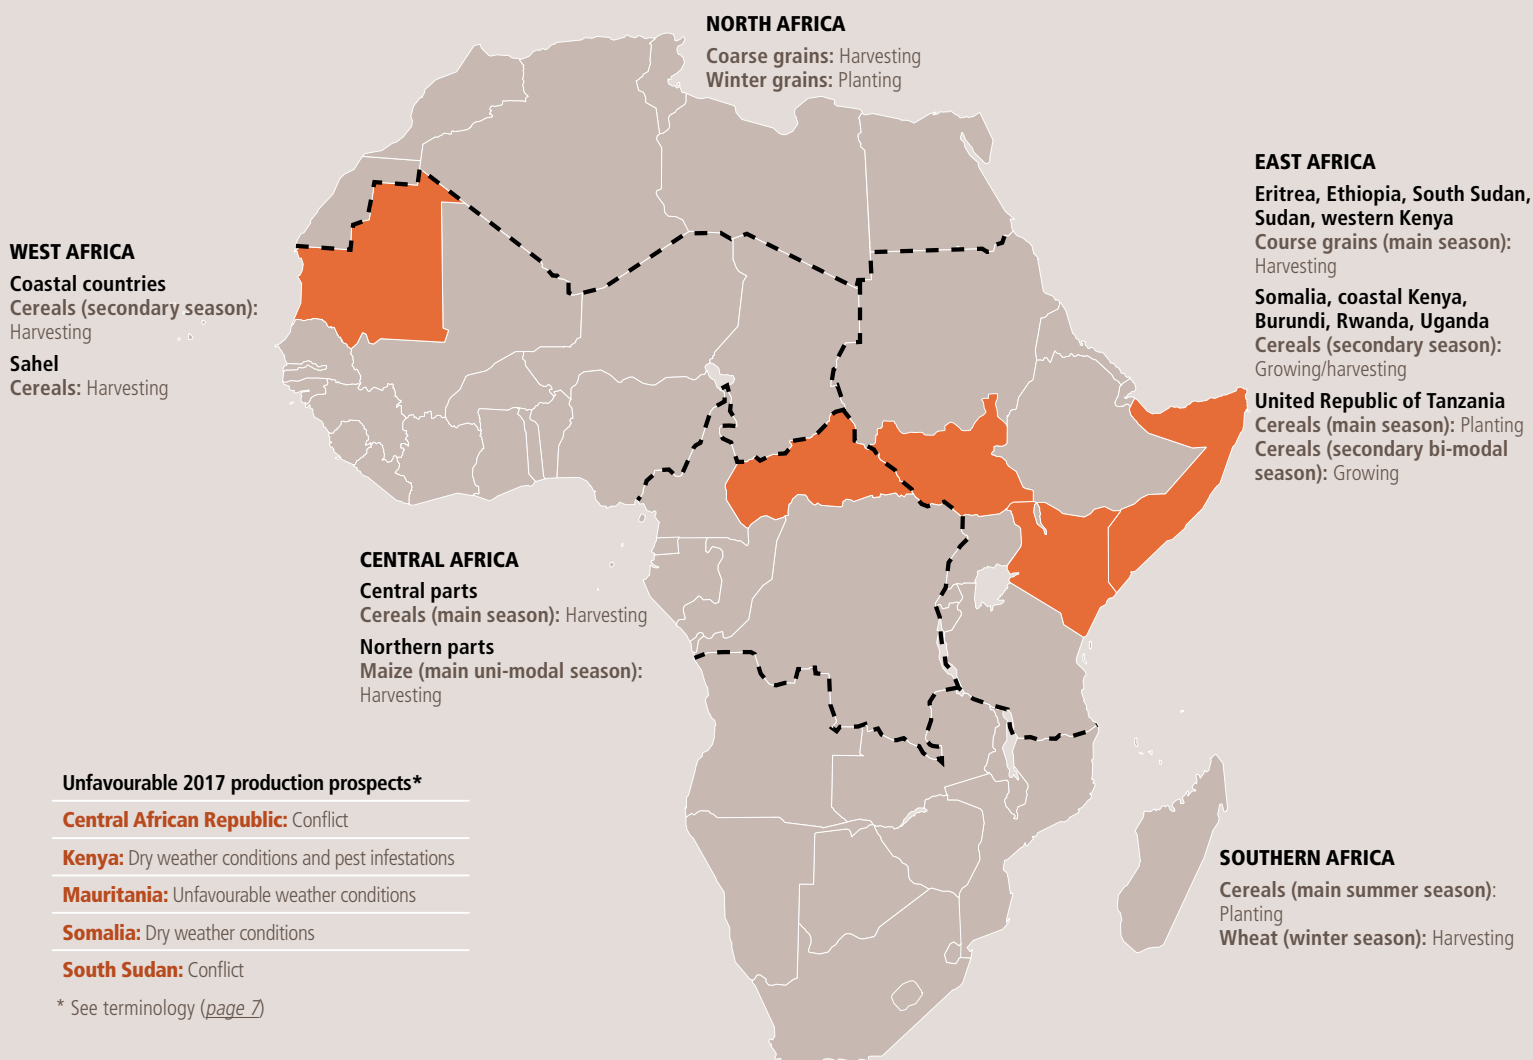 NORTH AFRICA
Coarse grains: Harvesting
Winter grains: Planting
WEST AFRICA
Coastal countries
Cereals (secondary season):
Harvesting
Sahel
Cereals: Harvesting
EAST AFRICA
Eritrea, Ethiopia, South Sudan,
Sudan, western Kenya
Course grains (main season):
Harvesting
Somalia, coastal Kenya,
Burundi, Rwanda, Uganda
Cereals (secondary season):
Growing/harvesting
United Republic of Tanzania
Cereals (main season): Planting
Cereals (secondary bi-modal
season): Growing
CENTRAL AFRICA
Central parts
Cereals (main season): Harvesting
Northern parts
Maize (main uni-modal season):
Harvesting
SOUTHERN AFRICA
Cereals (main summer season):
Planting
Wheat (winter season): Harvesting
Unfavourable 2017 production prospects*
Central African Republic: Conflict
Kenya: Dry weather conditions and pest infestations
Mauritania: Unfavourable weather conditions
Somalia: Dry weather conditions
South Sudan: Conflict
* See terminology (page 7)